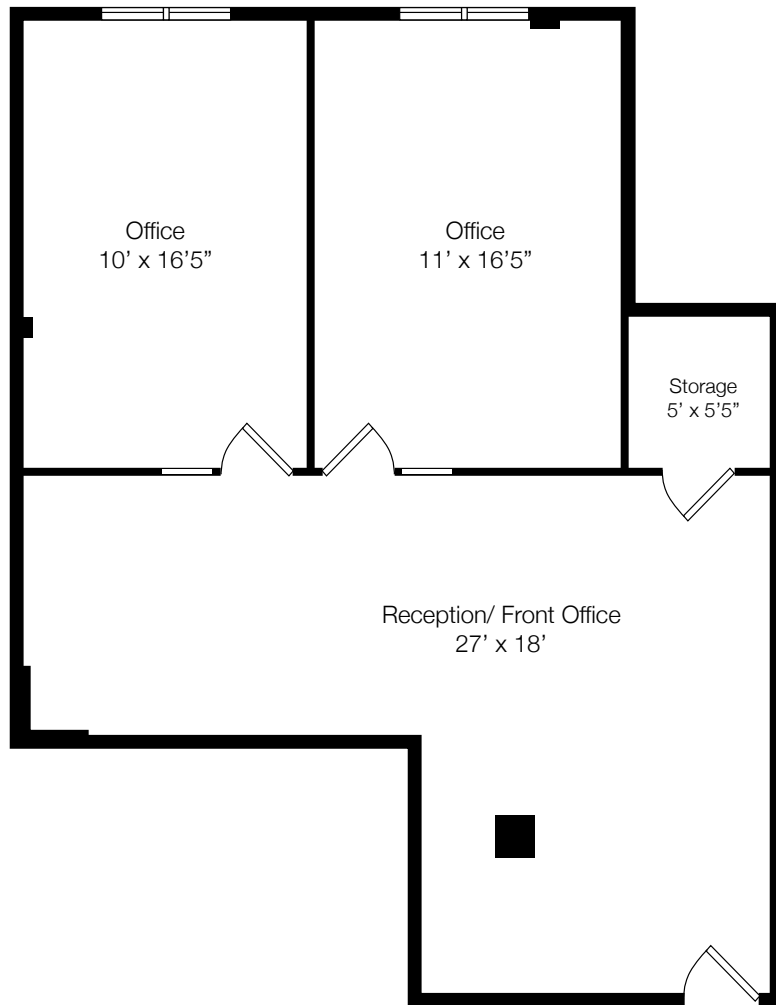 Office
10’ x 16’5”
Office
11’ x 16’5”
Storage
5’ x 5’5”
Reception/ Front Office
27’ x 18’